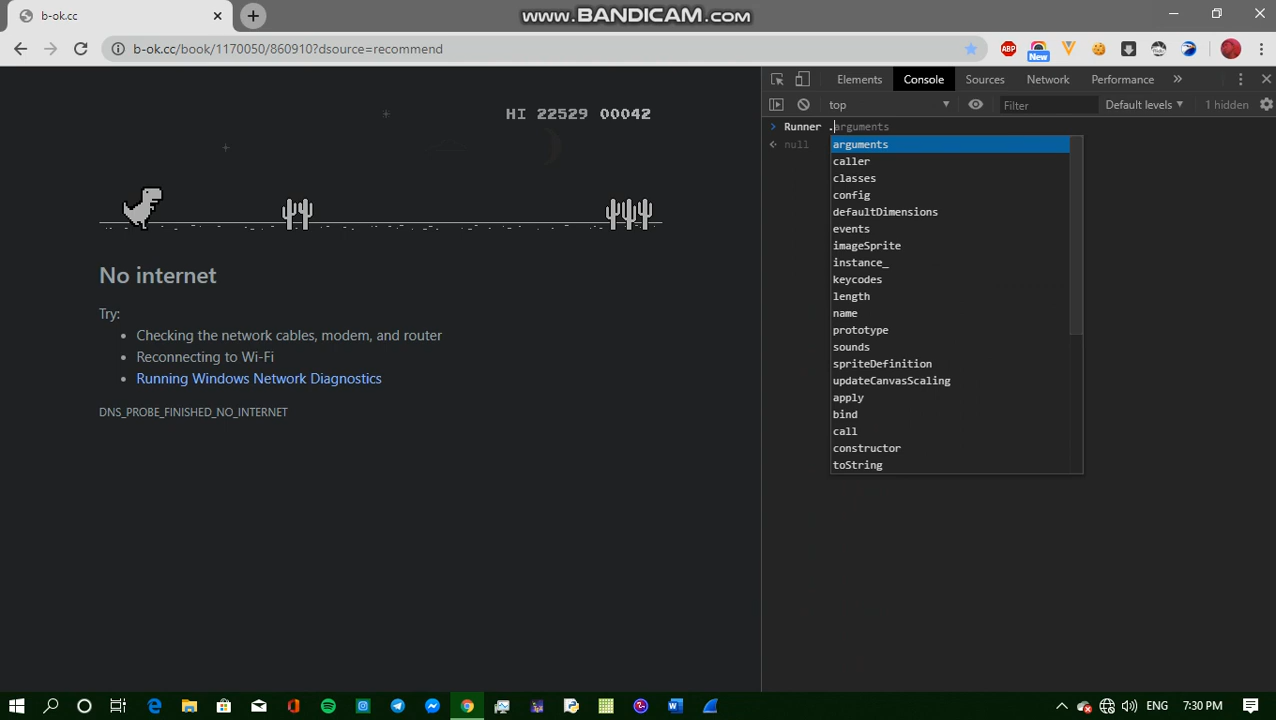 b-ok.cc
www.BANDICAM.com
b-ok.cc/book/1170050/860910?dsource=recommend
ABP
New
HI 22529 00042
No internet
Try:
• Checking the network cables, modem, and router
• Reconnecting to Wi-Fi
• Running Windows Network Diagnostics
DNS_PROBE_FINISHED_NO_INTERNET
Elements Console Sources Network Performance »
top Filter Default levels 1 hidden
Runner .arguments
null
arguments
caller
classes
config
defaultDimensions
events
imageSprite
instance_
keycodes
length
name
prototype
sounds
spriteDefinition
updateCanvasScaling
apply
bind
call
constructor
toString
ENG 7:30 PM